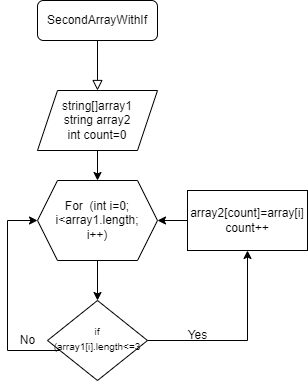 SecondArrayWithIf
string[]array1
string array2
int count=0
For (int i=0;
i<array1.length;
i++)
array2[count]=array[i]
count++
if
(array1[i].length<=3
No
Yes